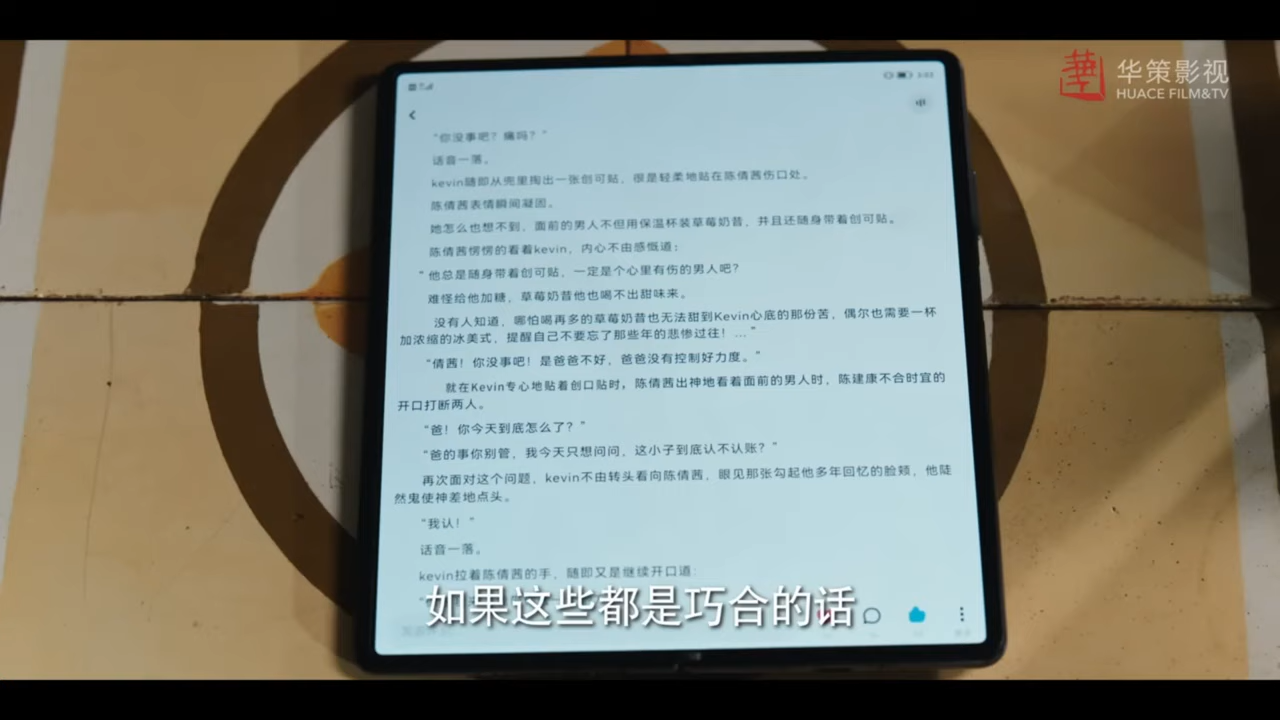 華
华策影视
HUACE FILM&TV
“你没事吧？痛吗？”
话音一落。
kevin随即从兜里掏出一张创可贴，很是轻柔地贴在陈倩茜伤口处。
陈倩茜表情瞬间凝固。
她怎么也想不到，面前的男人不但用保温杯装草莓奶昔，并且还随身带着创可贴。
陈倩茜愣愣的看着kevin，内心不由感慨道：
“他总是随身带着创可贴，一定是个心里有伤的男人吧？
难怪给他加糖，草莓奶昔他也喝不出甜味来。
没有人知道，哪怕喝再多的草莓奶昔也无法甜到Kevin心底的那份苦，偶尔也需要一杯
加浓缩的冰美式，提醒自己不要忘了那些年的悲惨过往！…”
“倩茜！你没事吧！是爸爸不好，爸爸没有控制好力度。”
就在Kevin专心地贴着创口贴时，陈倩茜出神地看着面前的男人时，陈建康不合时宜的
开口打断两人。
“爸！你今天到底怎么了？”
“爸的事你别管，我今天只想问问，这小子到底认不认账？”
再次面对这个问题，kevin不由转头看向陈倩茜，眼见那张勾起他多年回忆的脸颊，他陡
然鬼使神差地点头。
“我认！”
话音一落。
kevin拉着陈倩茜的手，随即又是继续开口道：
如果这些都是巧合的话